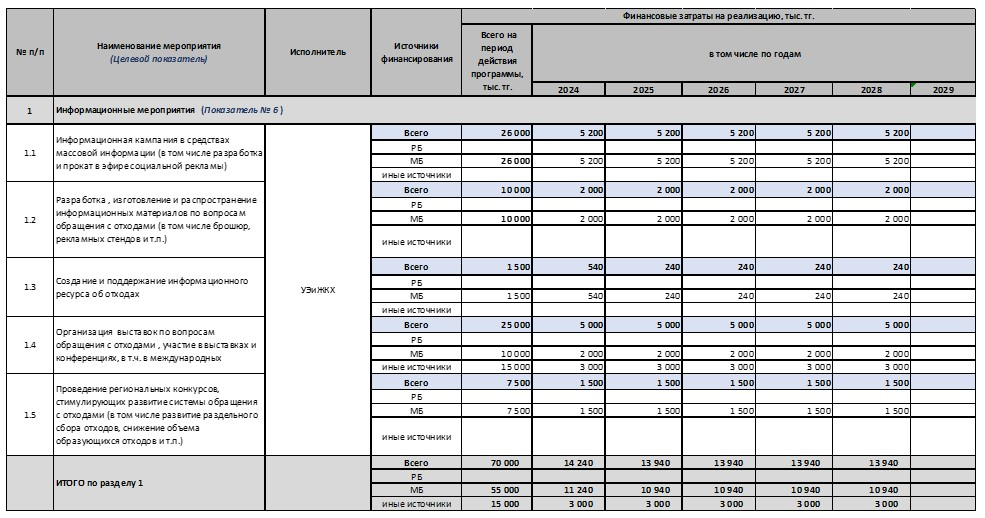 № п/п
Наименование мероприятия
(Целевой показатель)
Исполнитель
Источники
финансирования
Финансовые затраты на реализацию, тыс. тг.
Всего на
период
действия
программы,
тыс. тг.
в том числе по годам
2024 2025 2026 2027 2028 2029
1 Информационные мероприятия (Показатель № 6 )
1.1
Информационная кампания в средствах
массовой информации (в том числе разработка
и прокат в эфире социальной рекламы)
Всего 26 000 5 200 5 200 5 200 5 200 5 200
РБ
МБ 26 000 5 200 5 200 5 200 5 200 5 200
иные источники
1.2
Разработка , изготовление и распространение
информационных материалов по вопросам
обращения с отходами (в том числе брошюр,
рекламных стендов и т.п.)
Всего 10 000 2 000 2 000 2 000 2 000 2 000
РБ
МБ 10 000 2 000 2 000 2 000 2 000 2 000
иные источники
1.3
Создание и поддержание информационного
ресурса об отходах
УЭиЖКХ
Всего 1 500 540 240 240 240 240
РБ
МБ 1 500 540 240 240 240 240
иные источники
1.4
Организация выставок по вопросам
обращения с отходами , участие в выставках и
конференциях, в т.ч. в международных
Всего 25 000 5 000 5 000 5 000 5 000 5 000
РБ
МБ 10 000 2 000 2 000 2 000 2 000 2 000
иные источники 15 000 3 000 3 000 3 000 3 000 3 000
1.5
Проведение региональных конкурсов,
стимулирующих развитие системы обращения
с отходами (в том числе развитие раздельного
сбора отходов, снижение объема
образующихся отходов и т.п.)
Всего 7 500 1 500 1 500 1 500 1 500 1 500
РБ
МБ 7 500 1 500 1 500 1 500 1 500 1 500
иные источники
ИТОГО по разделу 1
Всего 70 000 14 240 13 940 13 940 13 940 13 940
РБ
МБ 55 000 11 240 10 940 10 940 10 940 10 940
иные источники 15 000 3 000 3 000 3 000 3 000 3 000